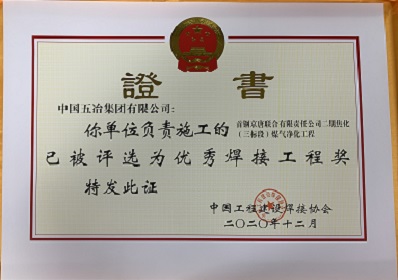 證書
中国五冶集团有限公司:
你单位负责施工的
首钢京唐联合有限责任公司二期焦化
(三标段)煤气净化工程
已被评选为优秀焊接工程奖
特发此证
中国工程建设焊接协会
二〇二〇年十二月